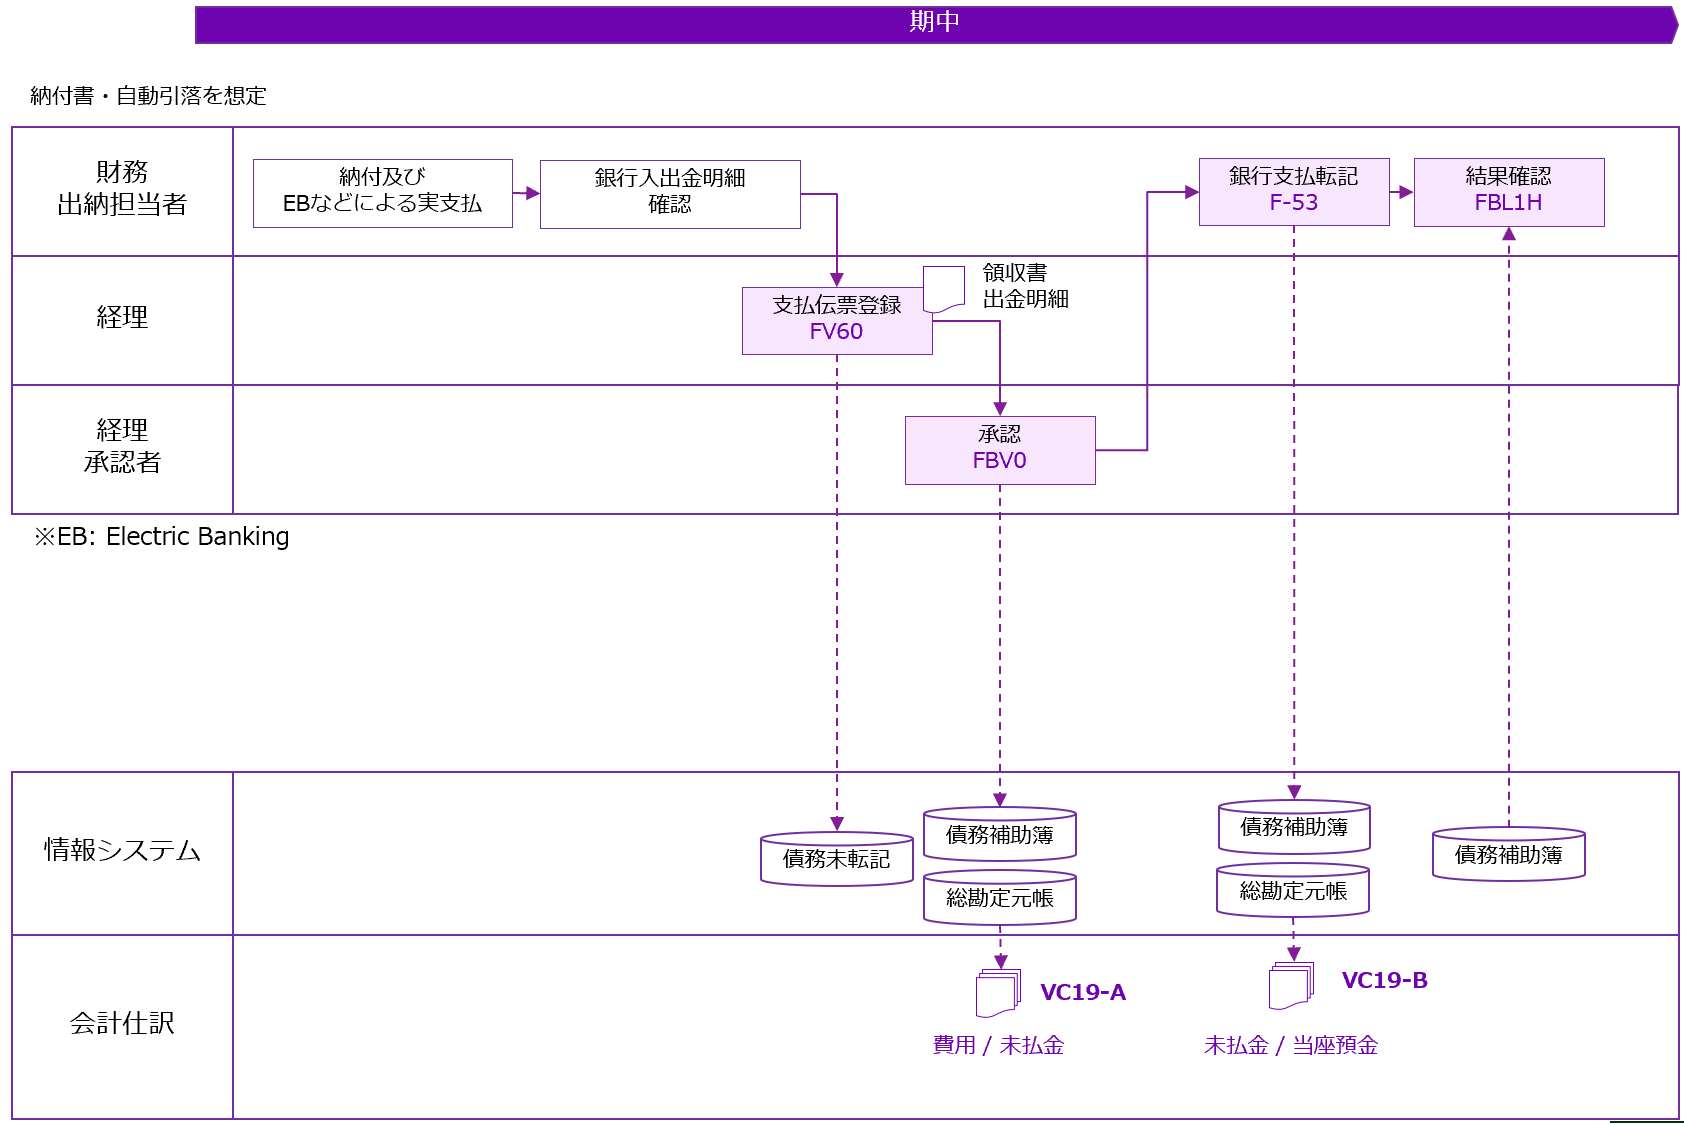 期中
納付書・自動引落を想定
財務
出納担当者
納付及び
EBなどによる実支払
銀行入出金明細
確認
銀行支払転記
F-53
結果確認
FBL1H
経理
支払伝票登録
FV60
領収書
出金明細
経理
承認者
承認
FBV0
※EB: Electric Banking
情報システム
債務未転記
債務補助簿
総勘定元帳
債務補助簿
総勘定元帳
債務補助簿
会計仕訳
VC19-A
費用 / 未払金
VC19-B
未払金 / 当座預金